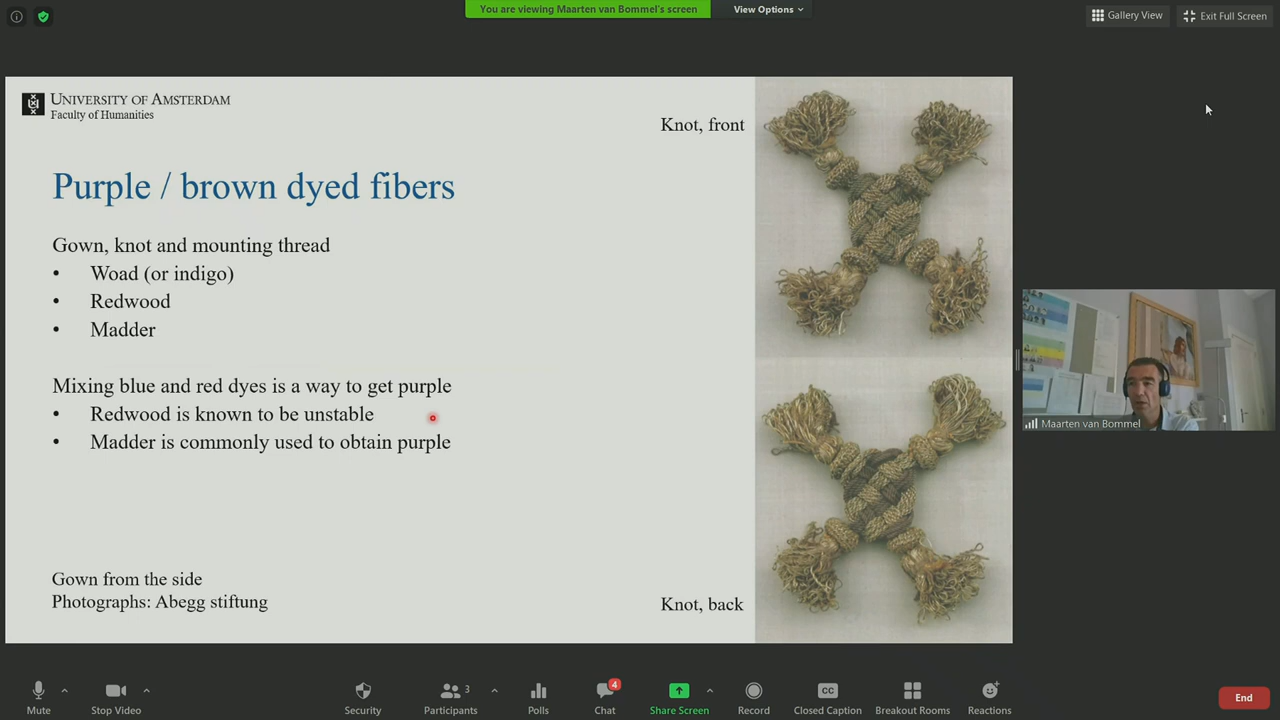 You are viewing Maarten van Bommel's screen
View Options
Gallery View
Exit Full Screen
UNIVERSITY OF AMSTERDAM
Faculty of Humanities
Knot, front
Purple / brown dyed fibers
Gown, knot and mounting thread
• Woad (or indigo)
• Redwood
• Madder
Mixing blue and red dyes is a way to get purple
• Redwood is known to be unstable
• Madder is commonly used to obtain purple
Maarten van Bommel
Gown from the side
Photographs: Abegg stiftung
Knot, back
Mute
Stop Video
Security
Participants
3
Polls
Chat
4
Share Screen
Record
CC
Closed Caption
Breakout Rooms
Reactions
End